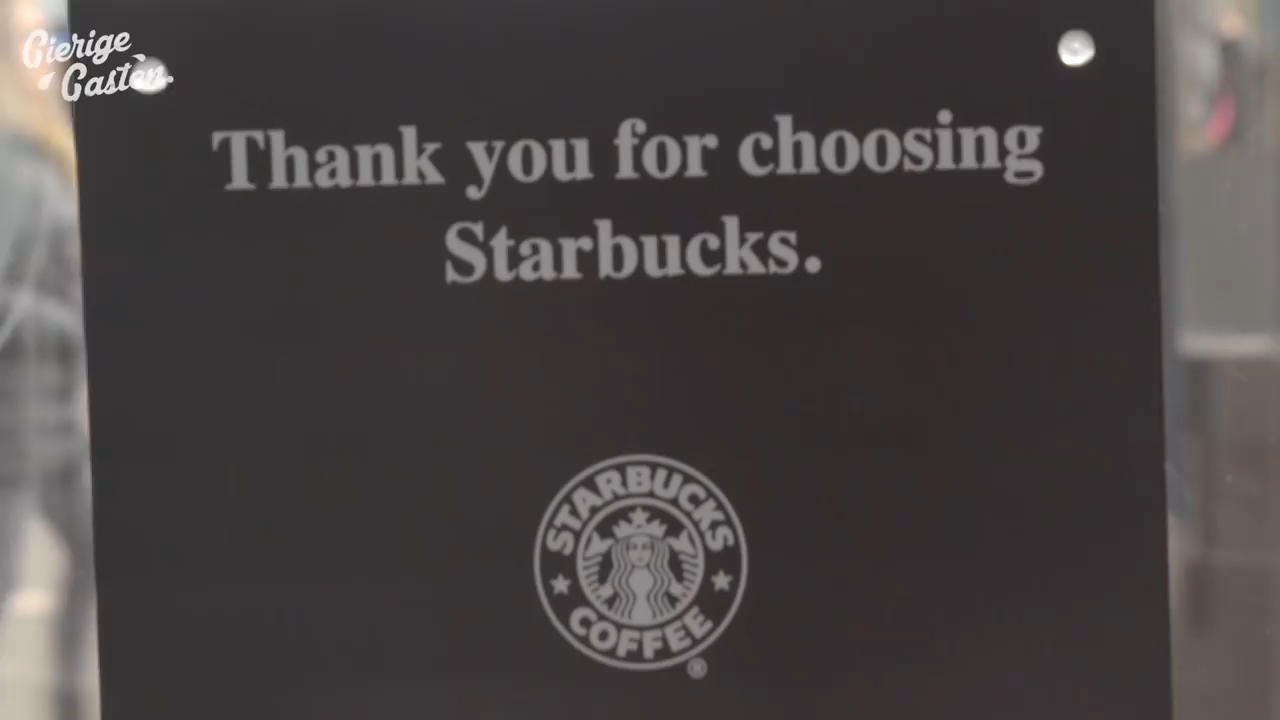 Gierige
Gasten.
Thank you for choosing
Starbucks.
STARBUCKS
COFFEE
®